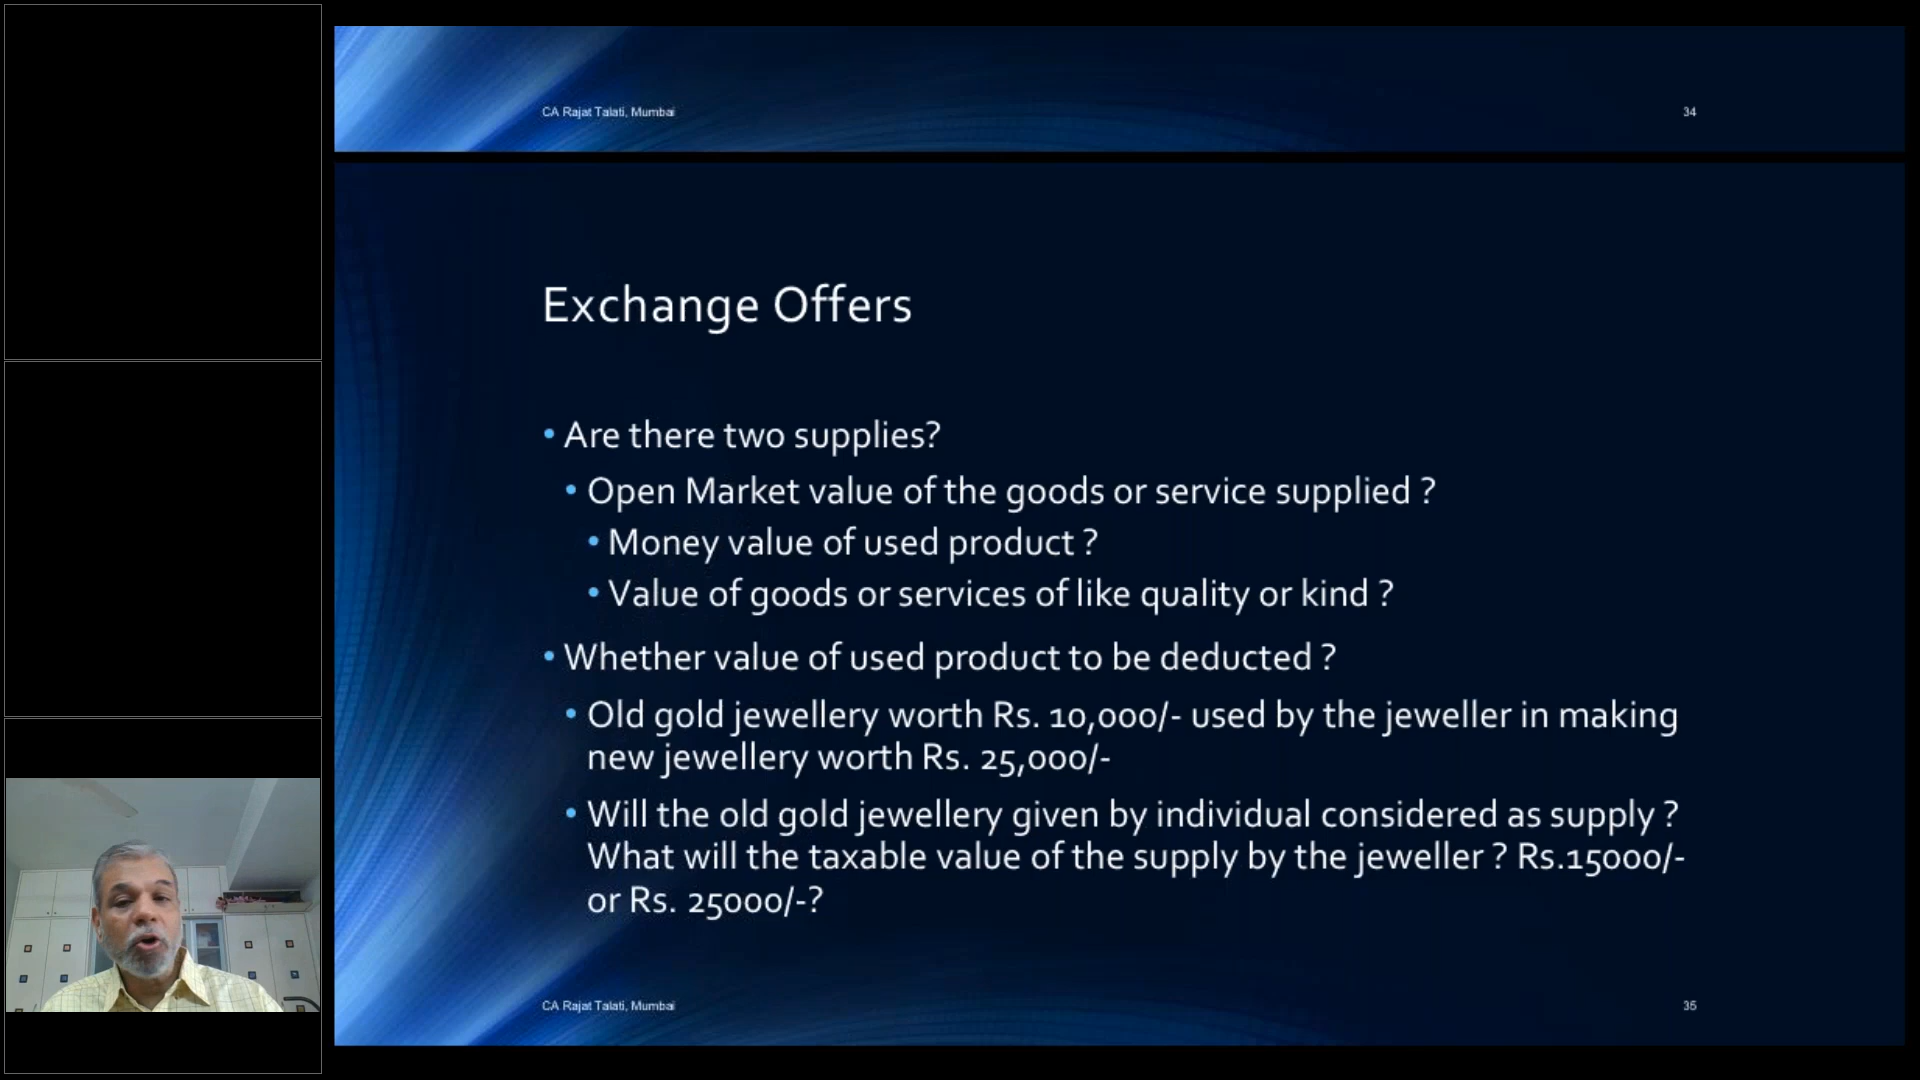 CA Rajat Talati, Mumbai
34
Exchange Offers
• Are there two supplies?
• Open Market value of the goods or service supplied ?
• Money value of used product ?
• Value of goods or services of like quality or kind ?
• Whether value of used product to be deducted ?
• Old gold jewellery worth Rs. 10,000/- used by the jeweller in making
new jewellery worth Rs. 25,000/-
• Will the old gold jewellery given by individual considered as supply ?
What will the taxable value of the supply by the jeweller ? Rs.15000/-
or Rs. 25000/-?
CA Rajat Talati, Mumbai
35